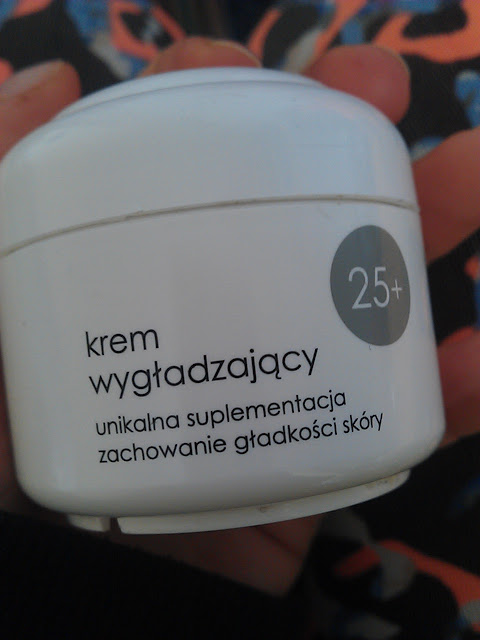 25+
krem
wygładzający
unikalna suplementacja
zachowanie gładkości skóry